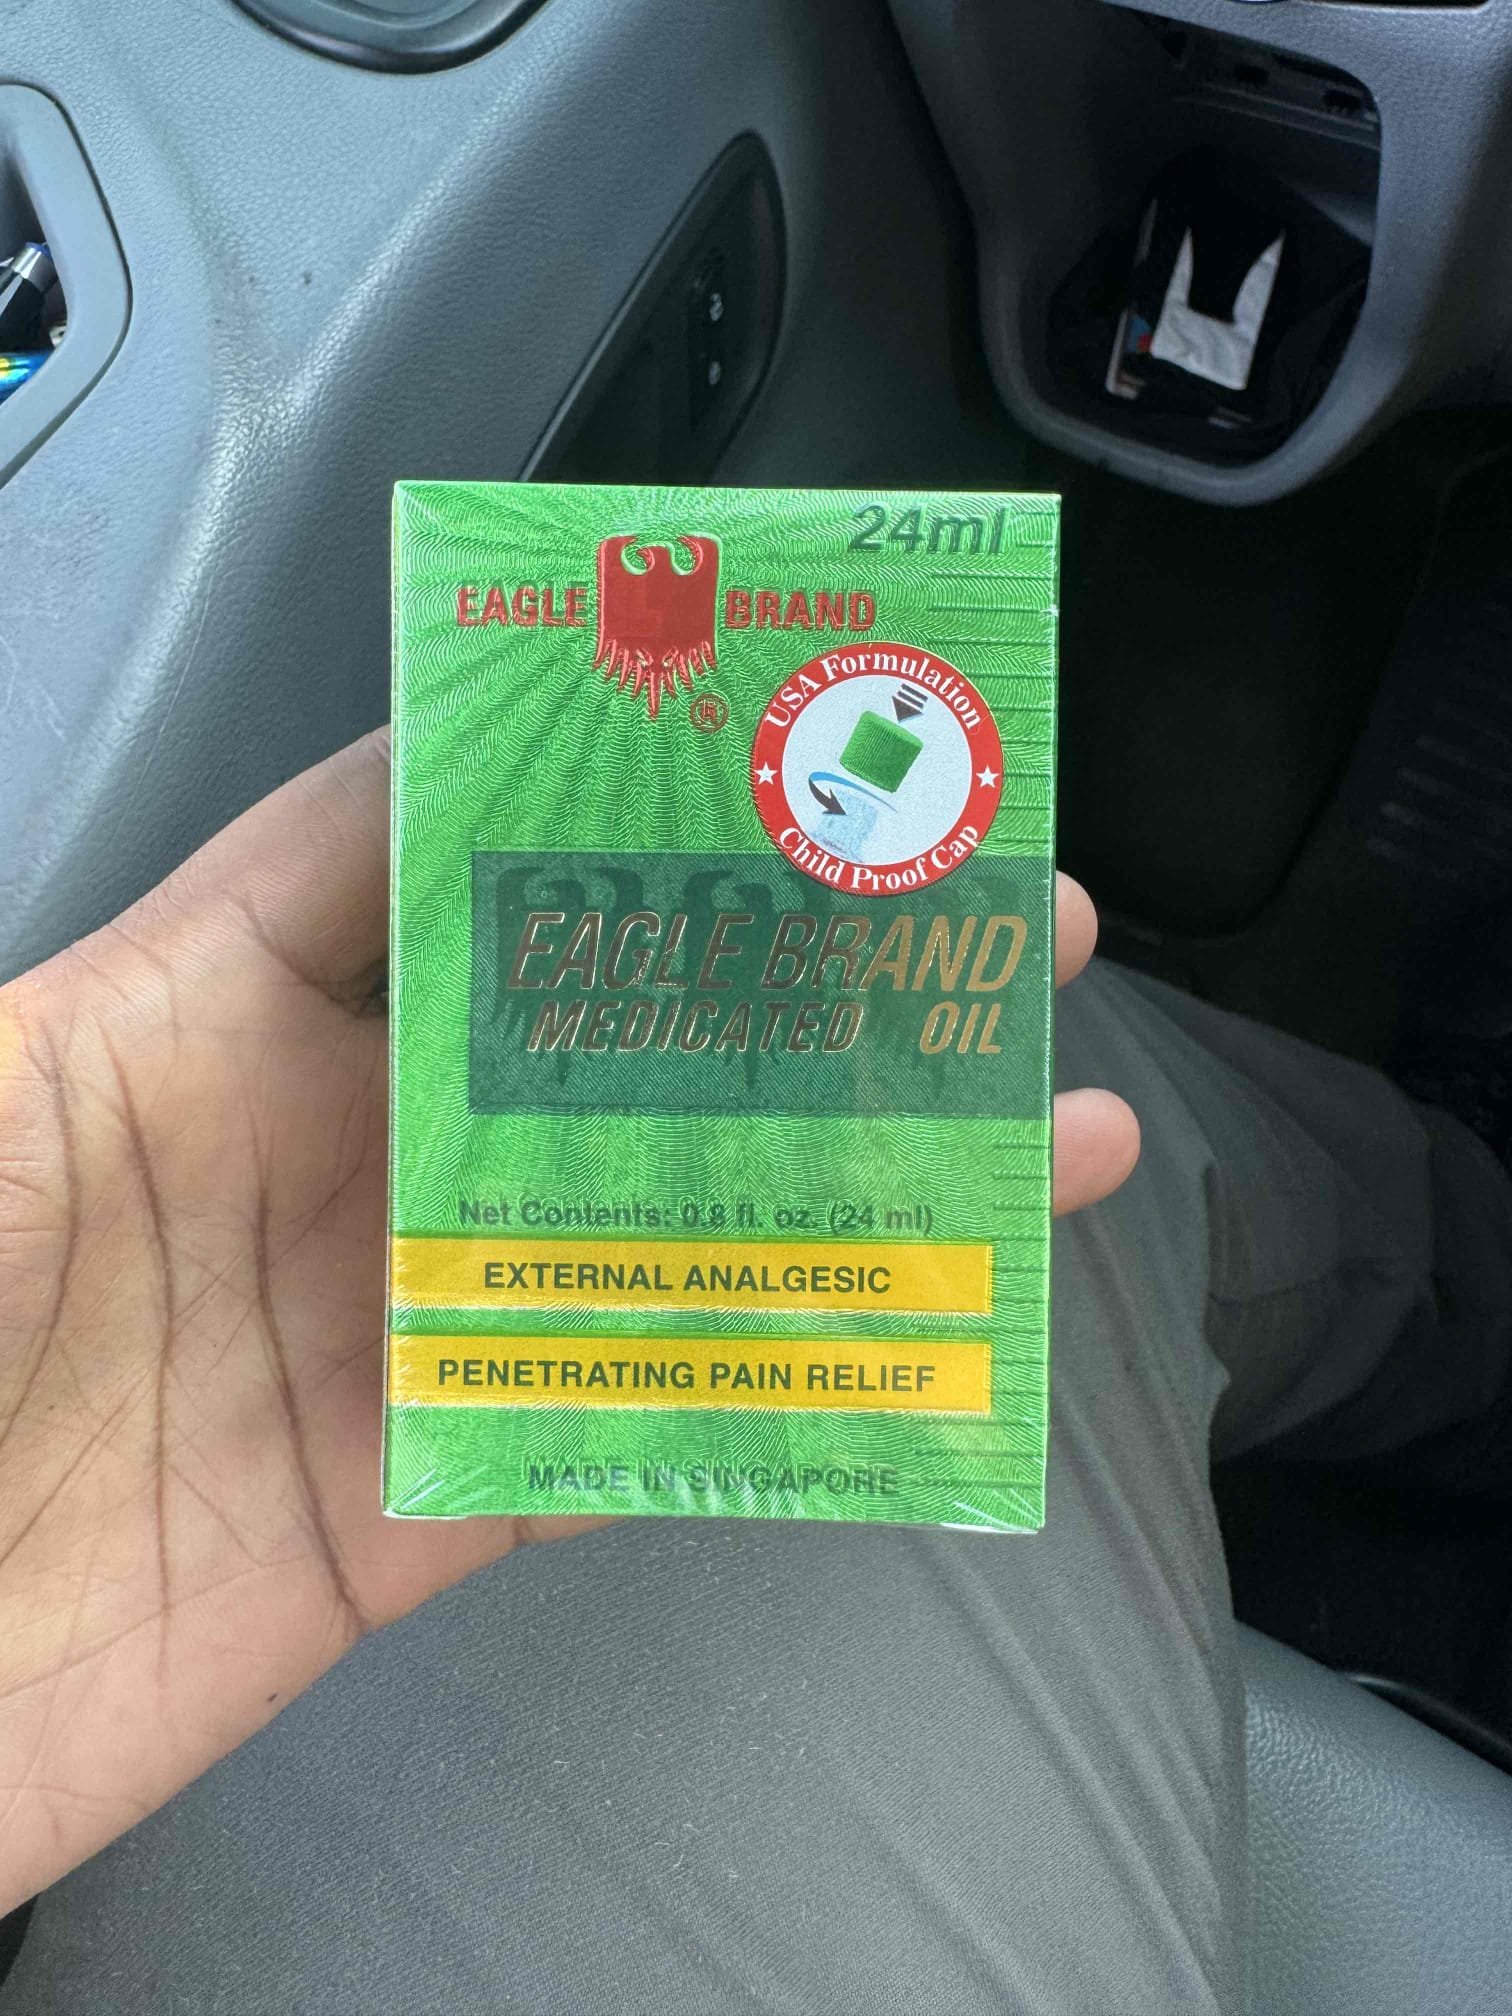 24ml
EAGLE BRAND
®
USA Formulation
Child Proof Cap
EAGLE BRAND
MEDICATED OIL
Net Contents: 0.8 fl. oz. (24 ml)
EXTERNAL ANALGESIC
PENETRATING PAIN RELIEF
MADE IN SINGAPORE